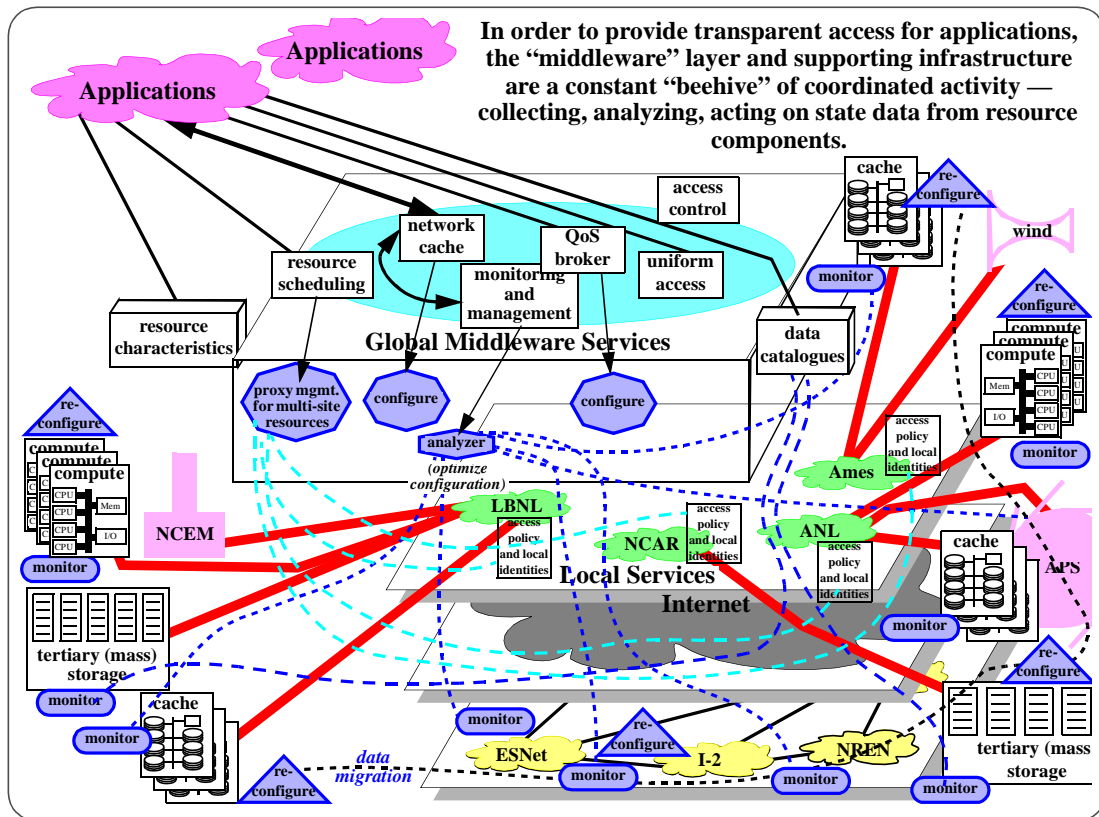 In order to provide transparent access for applications,
the “middleware” layer and supporting infrastructure
are a constant “beehive” of coordinated activity —
collecting, analyzing, acting on state data from resource
components.
Applications
Applications
cache
re-
configure
wind
monitor
access
control
network
cache
QoS
broker
resource
scheduling
monitoring
and
management
uniform
access
Global Middleware Services
resource
characteristics
data
catalogues
re-
configure
compute
compute
Mem
I/O
CPU
CPU
CPU
CPU
monitor
proxy mgmt.
for multi-site
resources
configure
configure
analyzer
(optimize
configuration)
re-
configure
compute
compute
compute
CPU
CPU
CPU
CPU
Mem
I/O
monitor
NCEM
access
policy
and local
identities
Ames
LBNL
access
policy
and local
identities
access
policy
and local
identities
NCAR
ANL
access
policy
and local
identities
Local Services
Internet
cache
APS
monitor
tertiary (mass)
storage
monitor
re-
configure
tertiary (mass
storage
monitor
cache
monitor
re-
configure
data
migration
monitor
ESNet
re-
configure
I-2
NREN
monitor
monitor